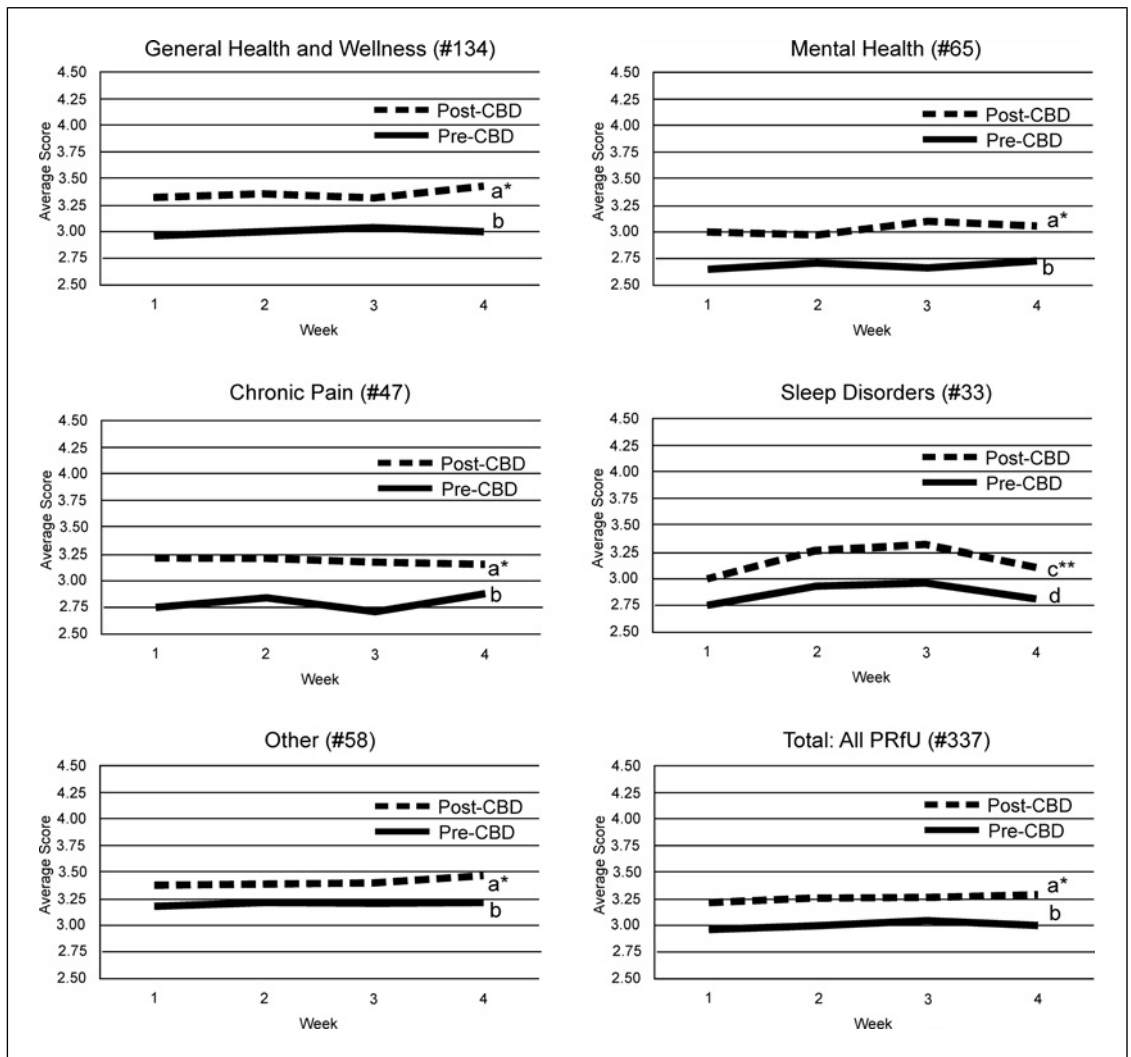 General Health and Wellness (#134)
4.50
4.25
4.00
3.75
3.50
3.25
3.00
2.75
2.50
Average Score
Post-CBD
Pre-CBD
a*
b
1 2 3 4
Week
Mental Health (#65)
4.50
4.25
4.00
3.75
3.50
3.25
3.00
2.75
2.50
Average Score
Post-CBD
Pre-CBD
a*
b
1 2 3 4
Week
Chronic Pain (#47)
4.50
4.25
4.00
3.75
3.50
3.25
3.00
2.75
2.50
Average Score
Post-CBD
Pre-CBD
a*
b
1 2 3 4
Week
Sleep Disorders (#33)
4.50
4.25
4.00
3.75
3.50
3.25
3.00
2.75
2.50
Average Score
Post-CBD
Pre-CBD
c**
d
1 2 3 4
Week
Other (#58)
4.50
4.25
4.00
3.75
3.50
3.25
3.00
2.75
2.50
Average Score
Post-CBD
Pre-CBD
a*
b
1 2 3 4
Week
Total: All PRfU (#337)
4.50
4.25
4.00
3.75
3.50
3.25
3.00
2.75
2.50
Average Score
Post-CBD
Pre-CBD
a*
b
1 2 3 4
Week